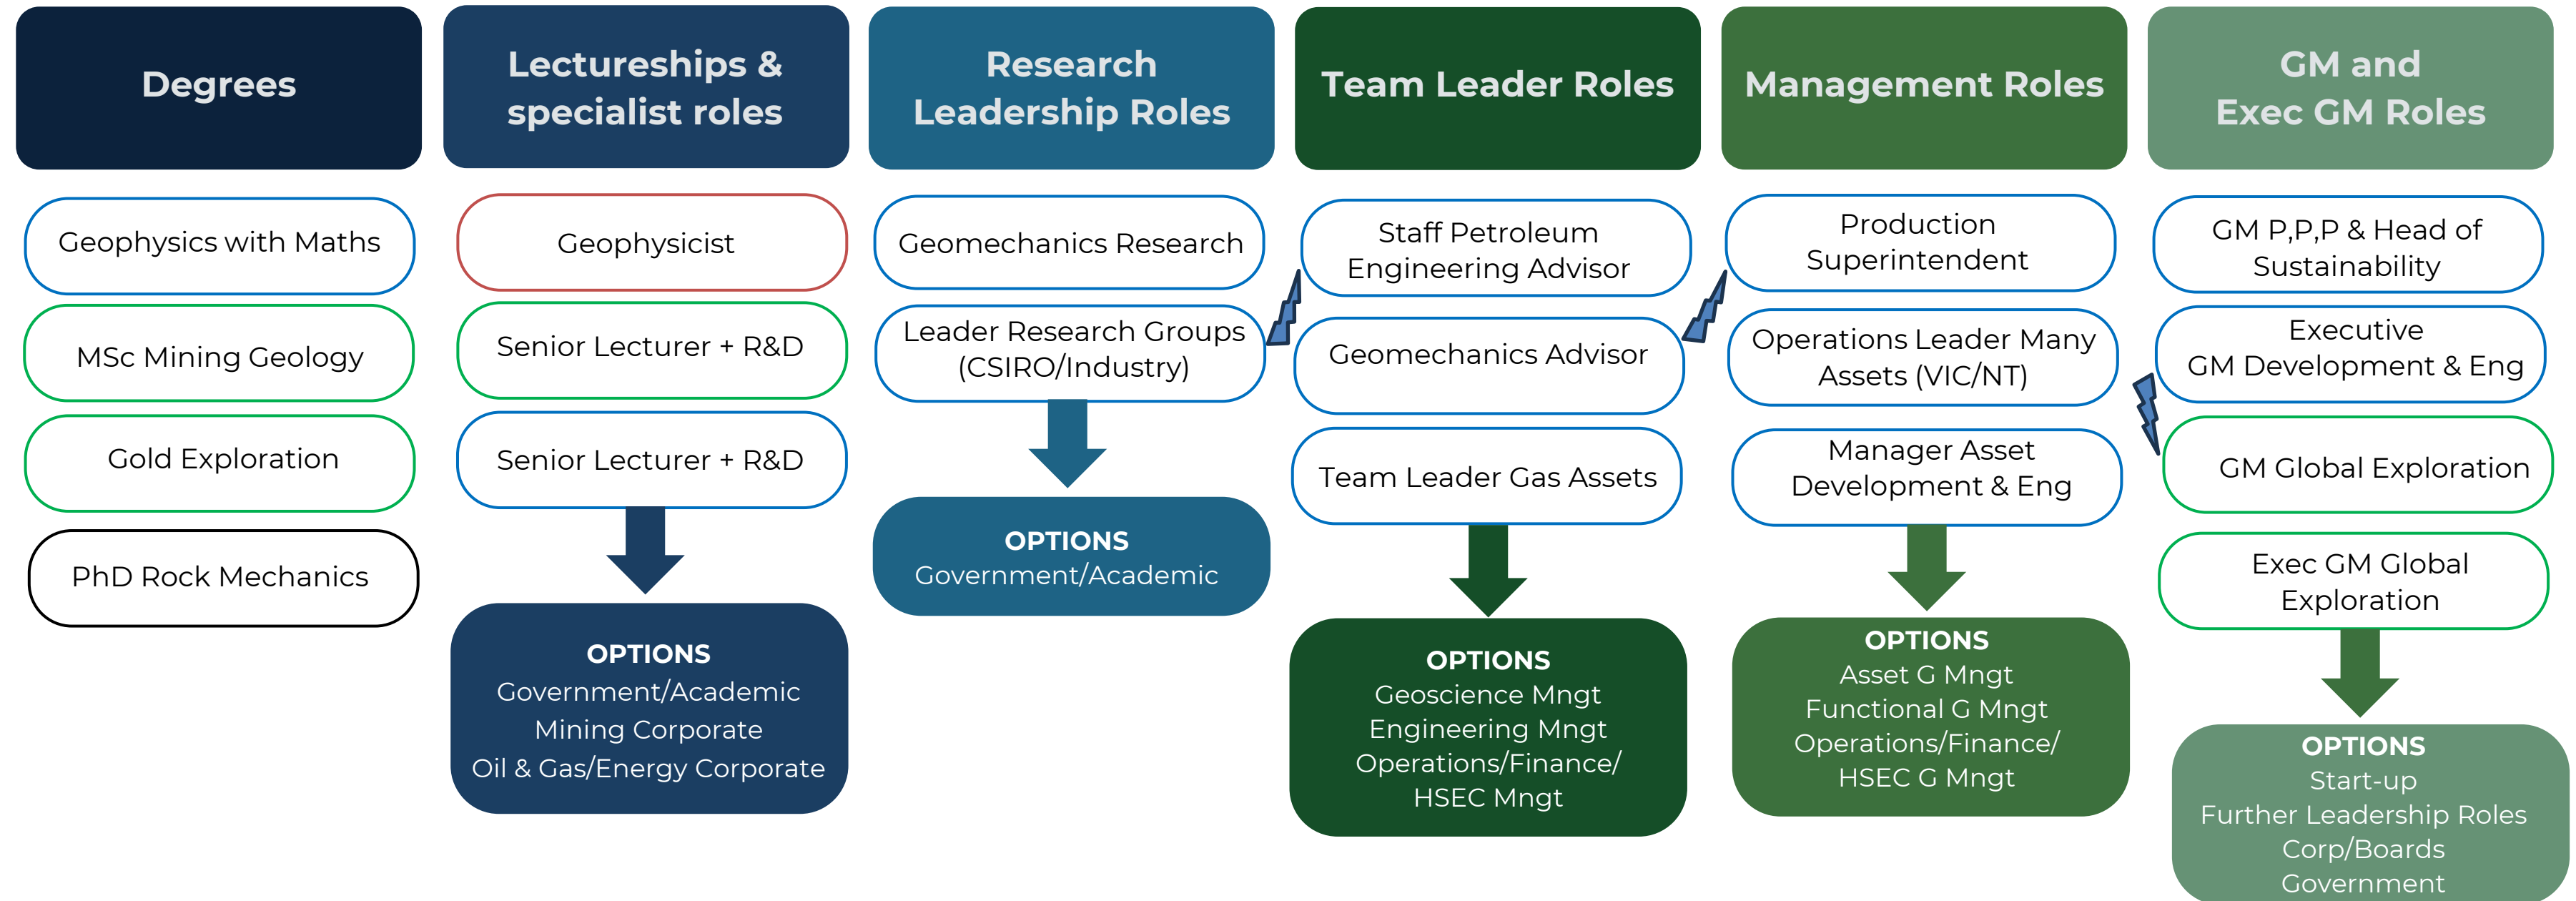 Degrees
Geophysics with Maths
MSc Mining Geology
Gold Exploration
PhD Rock Mechanics
Lectureships &
specialist roles
Geophysicist
Senior Lecturer + R&D
Senior Lecturer + R&D
OPTIONS
Government/Academic
Mining Corporate
Oil & Gas/Energy Corporate
Research
Leadership Roles
Geomechanics Research
Leader Research Groups
(CSIRO/Industry)
OPTIONS
Government/Academic
Team Leader Roles
Staff Petroleum
Engineering Advisor
Geomechanics Advisor
Team Leader Gas Assets
OPTIONS
Geoscience Mngt
Engineering Mngt
Operations/Finance/
HSEC Mngt
Management Roles
Production
Superintendent
Operations Leader Many
Assets (VIC/NT)
Manager Asset
Development & Eng
OPTIONS
Asset G Mngt
Functional G Mngt
Operations/Finance/
HSEC G Mngt
GM and
Exec GM Roles
GM P,P,P & Head of
Sustainability
Executive
GM Development & Eng
GM Global Exploration
Exec GM Global
Exploration
OPTIONS
Start-up
Further Leadership Roles
Corp/Boards
Government